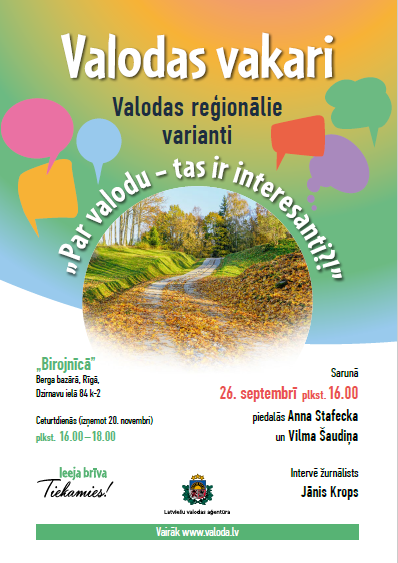 Valodas vakari
Valodas reģionālie
varianti
„Par valodu – tas ir interesanti?!”
„Birojnīcā”
Berga bazārā, Rīgā,
Dzirnavu ielā 84 k-2
Ceturtdienās (izņemot 20. novembri)
plkst. 16.00–18.00
Ieeja brīva
Tiekamies!
Sarunā
26. septembrī plkst. 16.00
piedalās Anna Stafecka
un Vilma Šaudiņa
Intervē žurnālists
Jānis Krops
Latviešu valodas aģentūra
Vairāk www.valoda.lv